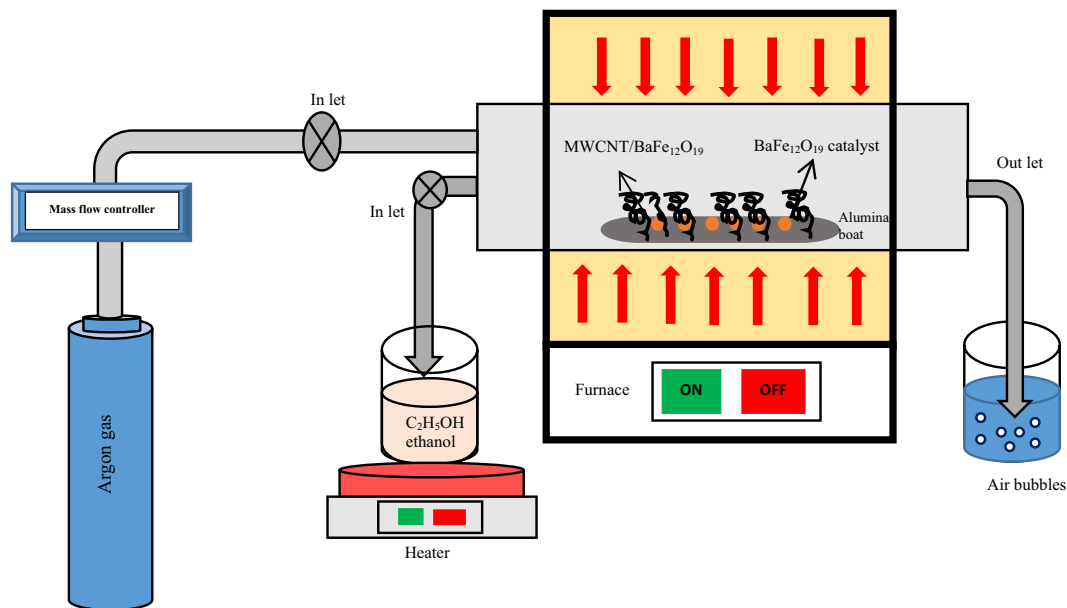 In let
Mass flow controller
In let
MWCNT/BaFe₁₂O₁₉
BaFe₁₂O₁₉ catalyst
Out let
Alumina
boat
Argon gas
C₂H₅OH
ethanol
Furnace
ON
OFF
Air bubbles
Heater